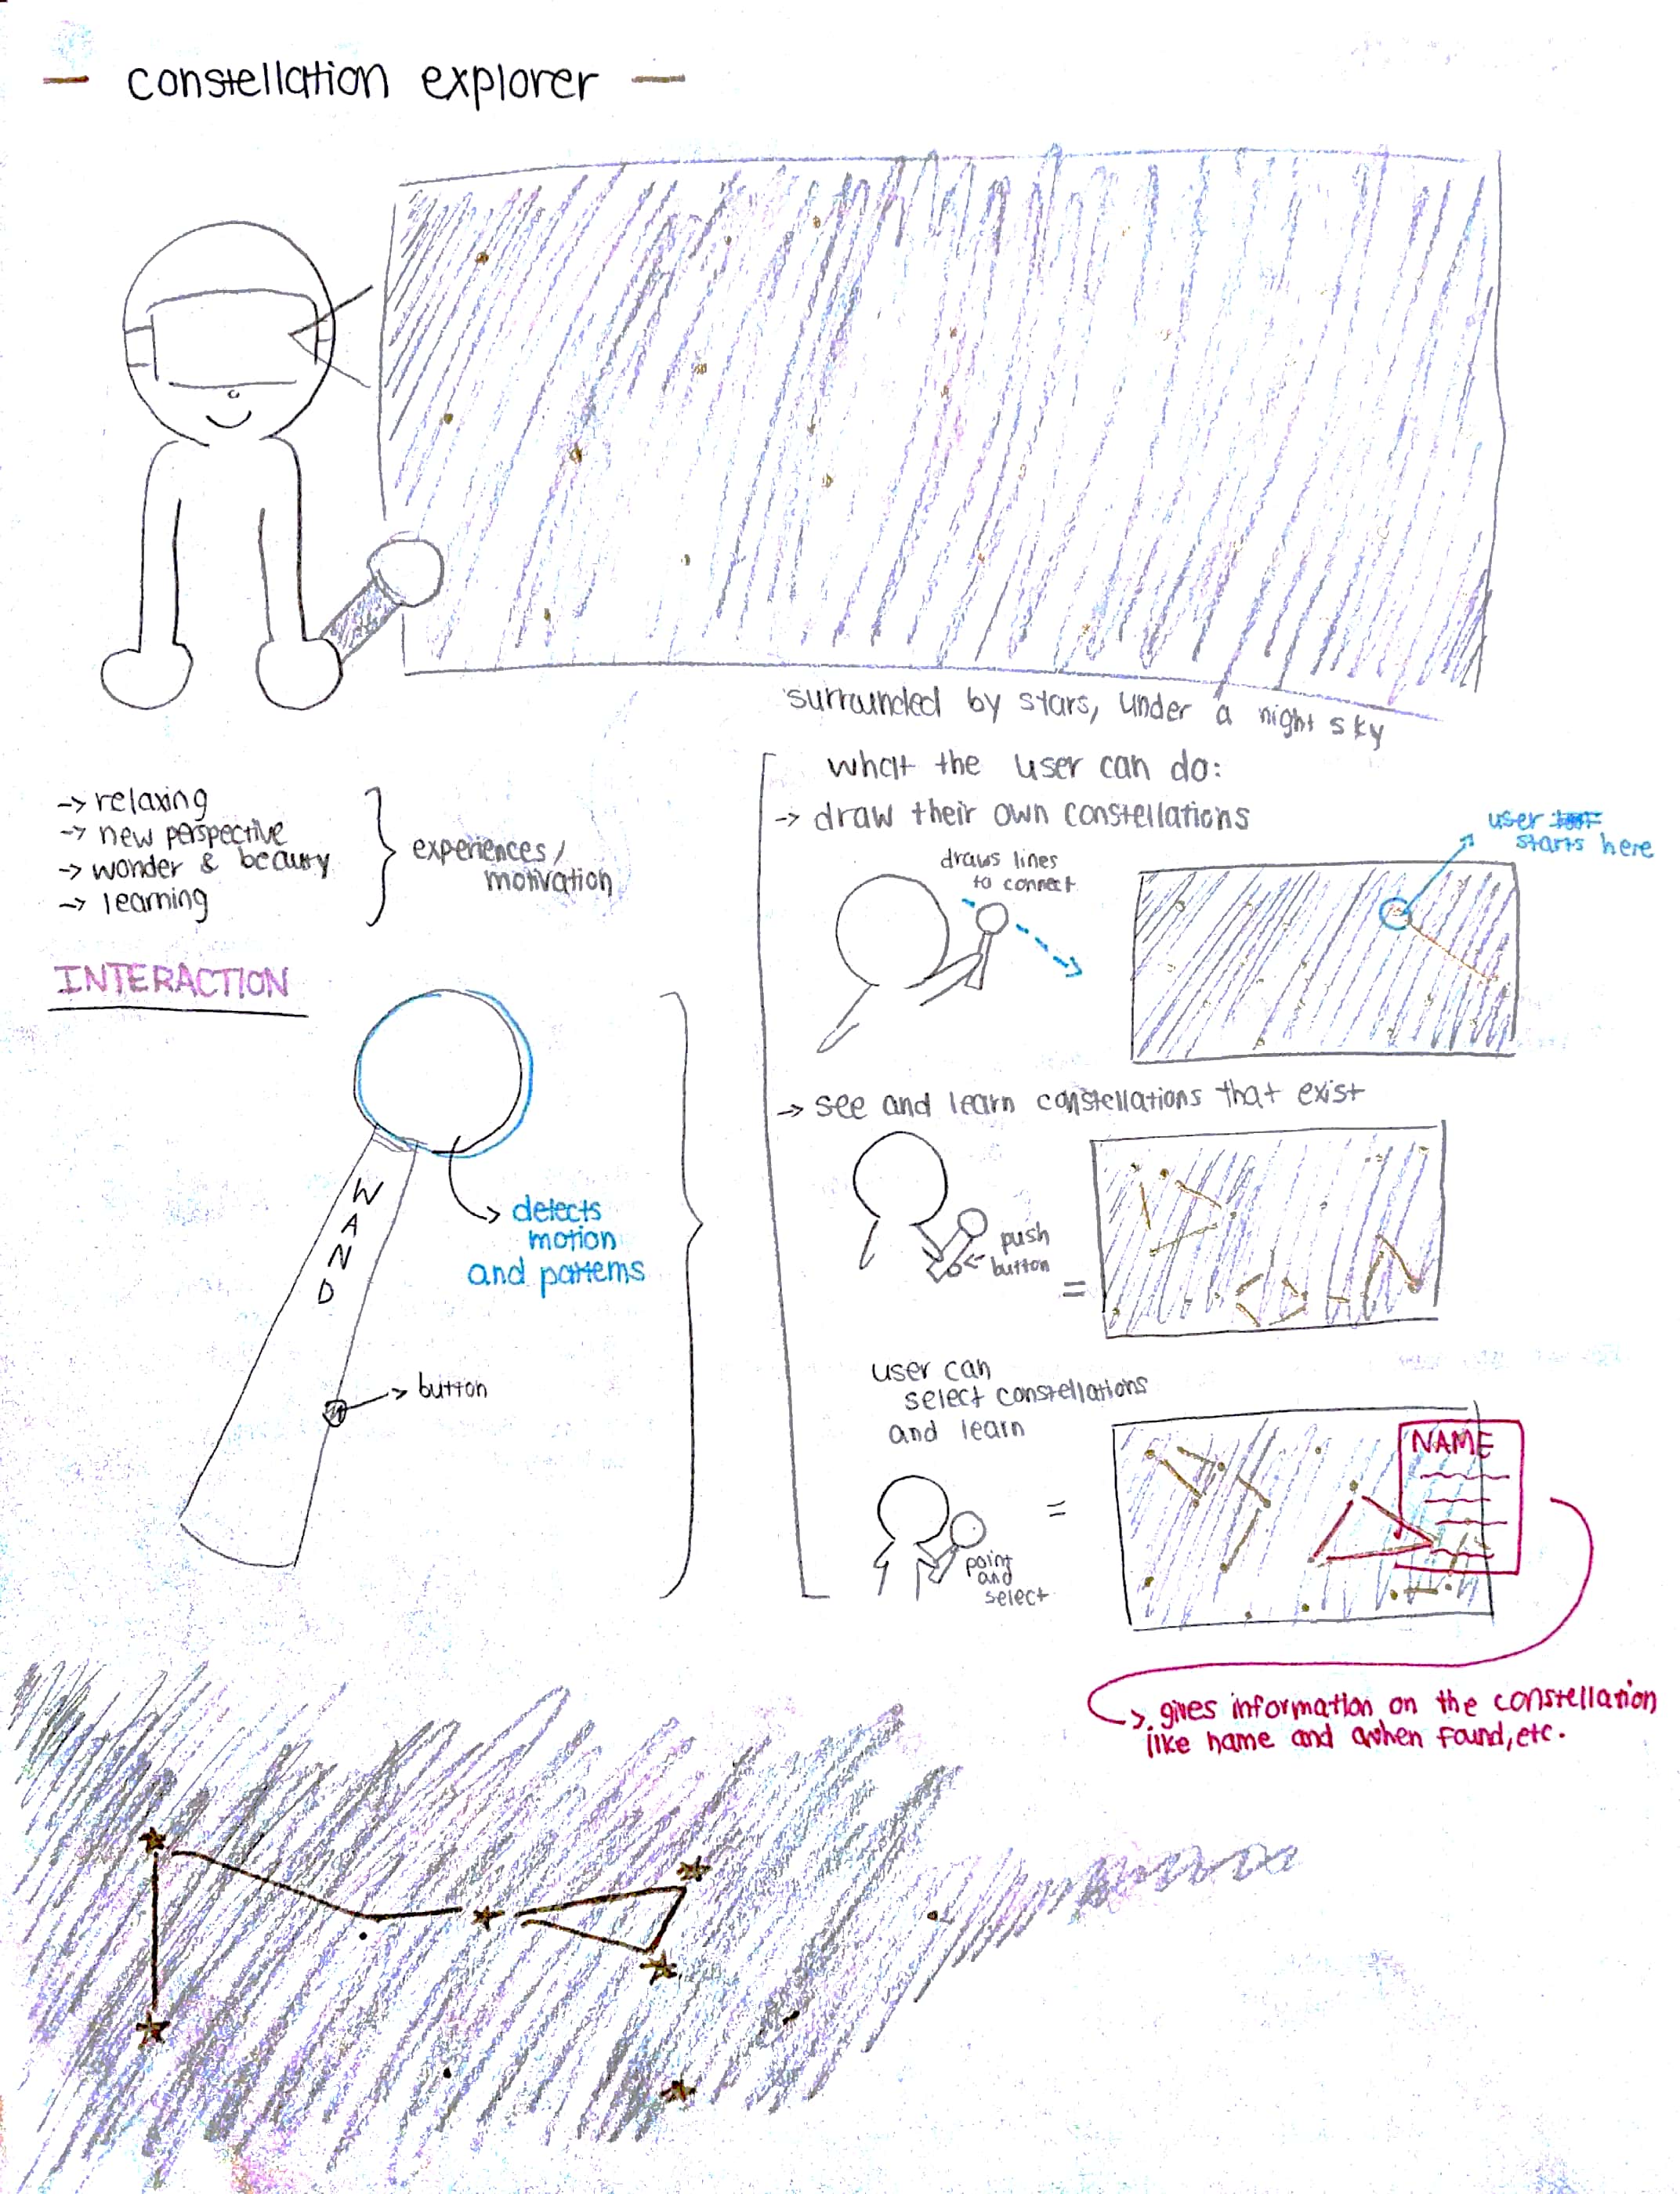 constellation explorer
surrounded by stars, under a night sky
-> relaxing
-> new perspective
-> wonder & beauty
-> learning
experiences/
motivation
INTERACTION
WAND
detects
motion
and patterns
button
what the user can do:
-> draw their own constellations
draws lines
to connect
user
starts here
-> see and learn constellations that exist
push
button
=
user can
select constellations
and learn
point
and
select
=
NAME
gives information on the constellation
like name and when found, etc.